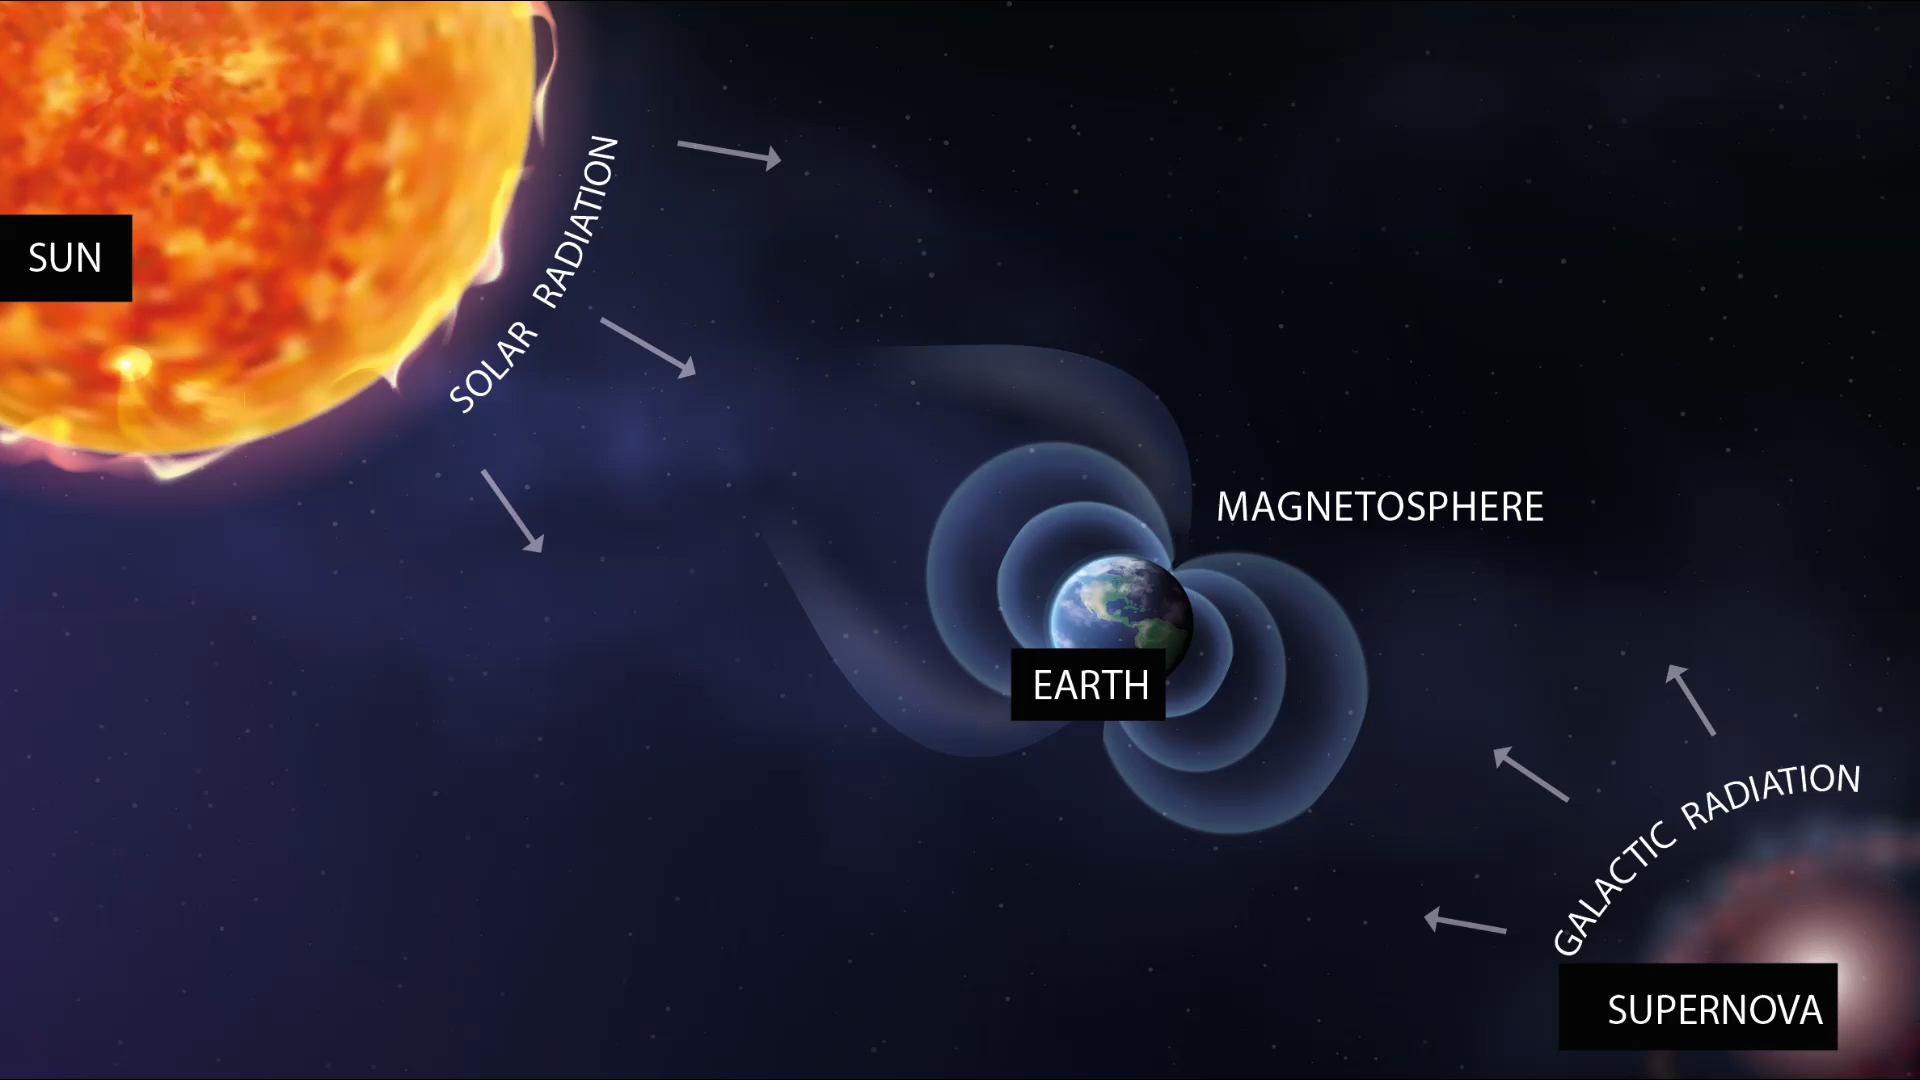 SUN
SOLAR RADIATION
MAGNETOSPHERE
EARTH
GALACTIC RADIATION
SUPERNOVA